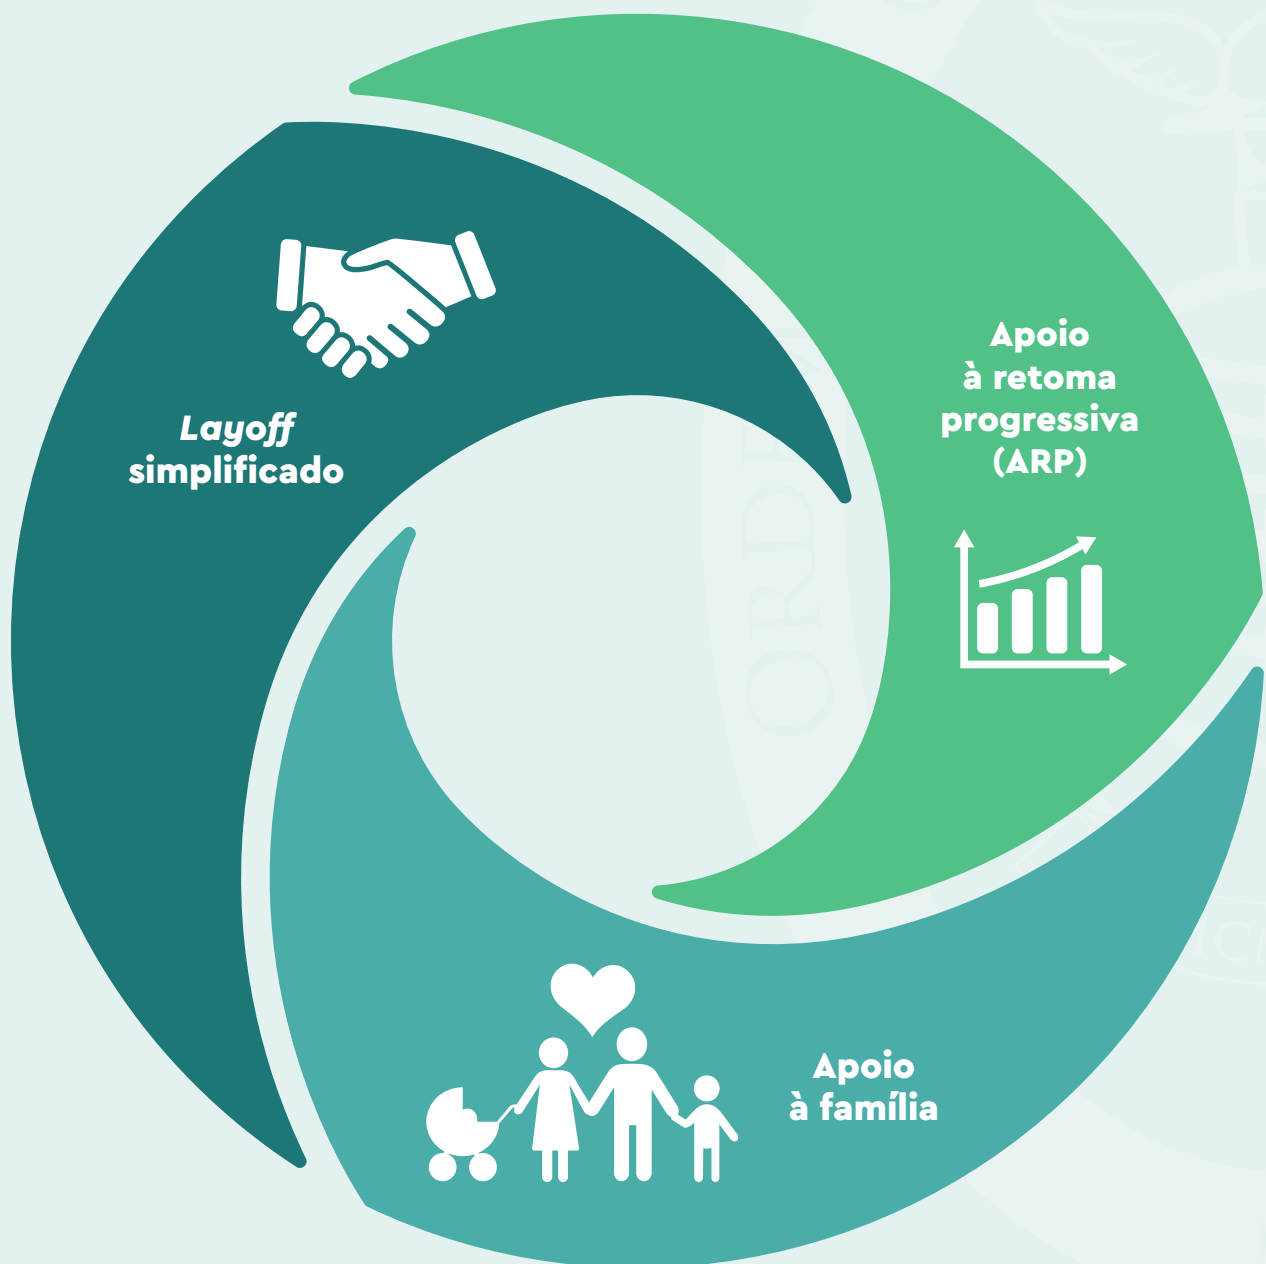 Layoff
simplificado
Apoio
à retoma
progressiva
(ARP)
Apoio
à família